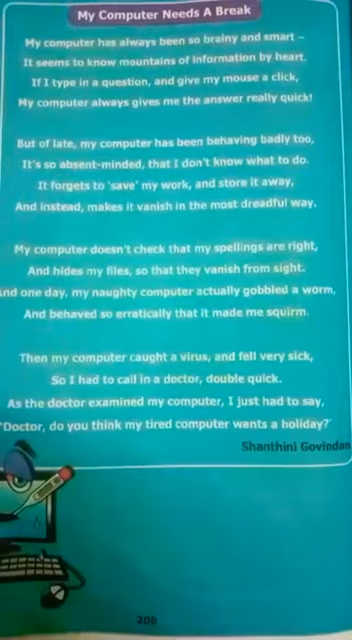 My Computer Needs A Break
My computer has always been so brainy and smart –
It seems to know mountains of information by heart.
If I type in a question, and give my mouse a click,
My computer always gives me the answer really quick!
But of late, my computer has been behaving badly too,
It's so absent-minded, that I don't know what to do.
It forgets to 'save' my work, and store it away,
And instead, makes it vanish in the most dreadful way.
My computer doesn't check that my spellings are right,
And hides my files, so that they vanish from sight.
And one day, my naughty computer actually gobbled a worm,
And behaved so erratically that it made me squirm.
Then my computer caught a virus, and fell very sick,
So I had to call in a doctor, double quick.
As the doctor examined my computer, I just had to say,
'Doctor, do you think my tired computer wants a holiday?'
Shanthini Govindan
200